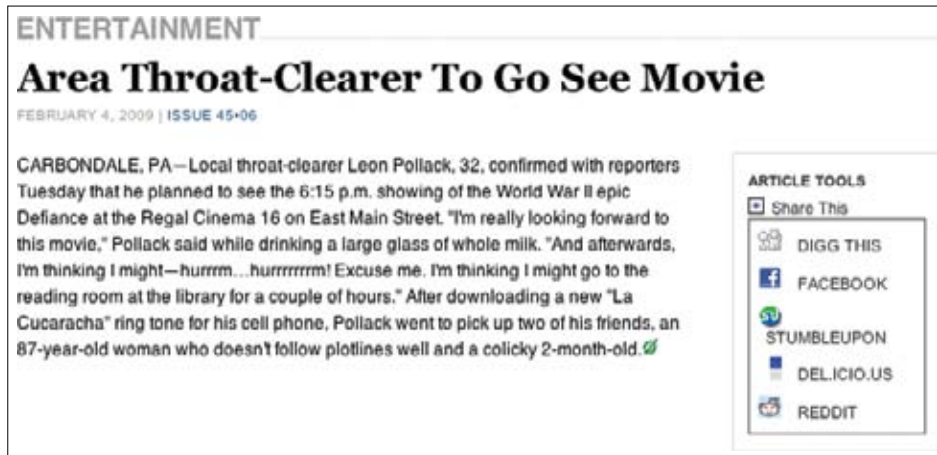 ENTERTAINMENT
Area Throat-Clearer To Go See Movie
FEBRUARY 4, 2009 | ISSUE 45•06
CARBONDALE, PA—Local throat-clearer Leon Pollack, 32, confirmed with reporters
Tuesday that he planned to see the 6:15 p.m. showing of the World War II epic
Defiance at the Regal Cinema 16 on East Main Street. "I'm really looking forward to
this movie," Pollack said while drinking a large glass of whole milk. "And afterwards,
I'm thinking I might—hurrrm...hurrrrrrrm! Excuse me. I'm thinking I might go to the
reading room at the library for a couple of hours." After downloading a new "La
Cucaracha" ring tone for his cell phone, Pollack went to pick up two of his friends, an
87-year-old woman who doesn't follow plotlines well and a colicky 2-month-old.
ARTICLE TOOLS
Share This
DIGG THIS
FACEBOOK
STUMBLEUPON
DEL.ICIO.US
REDDIT